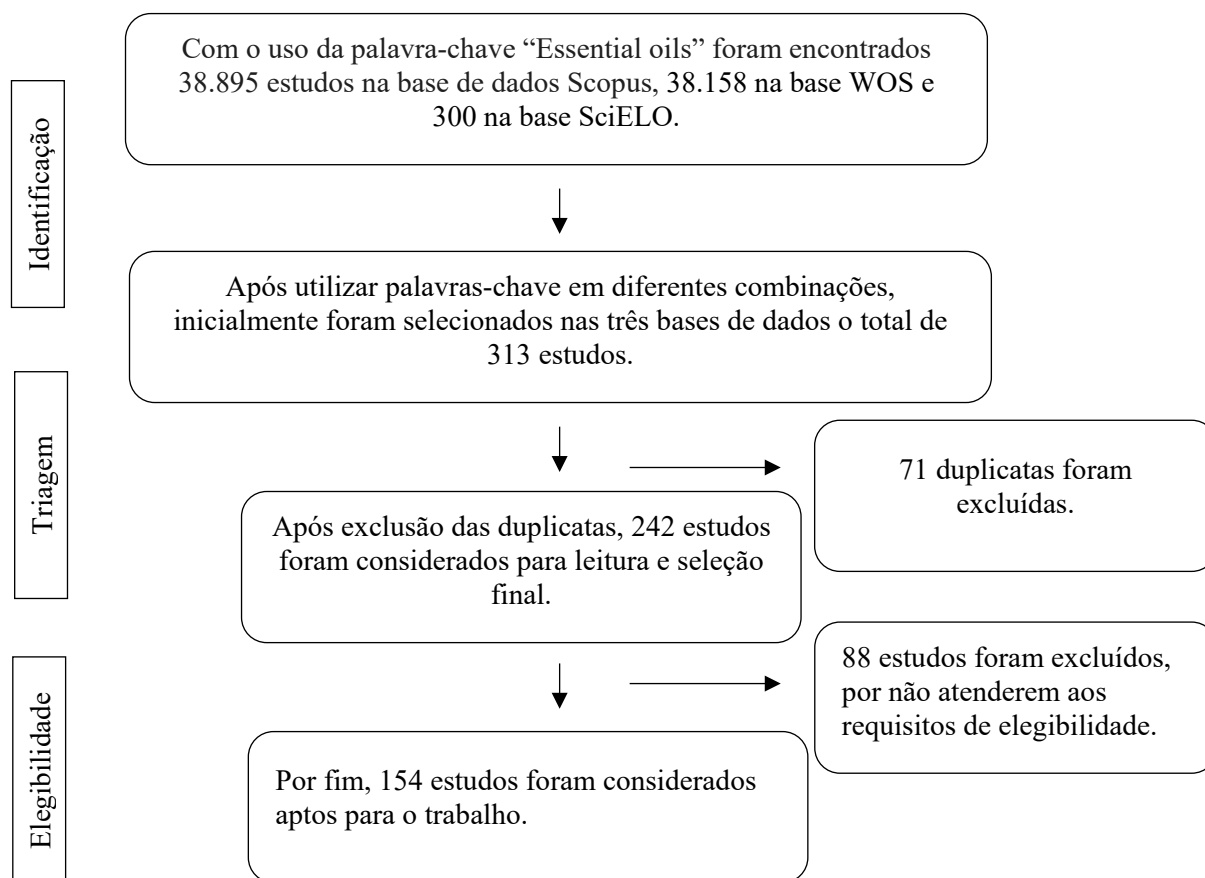 Identificação
Com o uso da palavra-chave “Essential oils” foram encontrados
38.895 estudos na base de dados Scopus, 38.158 na base WOS e
300 na base SciELO.
Após utilizar palavras-chave em diferentes combinações,
inicialmente foram selecionados nas três bases de dados o total de
313 estudos.
Triagem
71 duplicatas foram
excluídas.
Após exclusão das duplicatas, 242 estudos
foram considerados para leitura e seleção
final.
Elegibilidade
88 estudos foram excluídos,
por não atenderem aos
requisitos de elegibilidade.
Por fim, 154 estudos foram considerados
aptos para o trabalho.